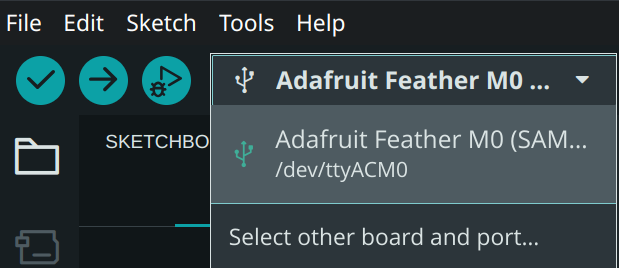 File Edit Sketch Tools Help
Adafruit Feather M0 ...
SKETCHBO
Adafruit Feather M0 (SAM...
/dev/ttyACM0
Select other board and port...